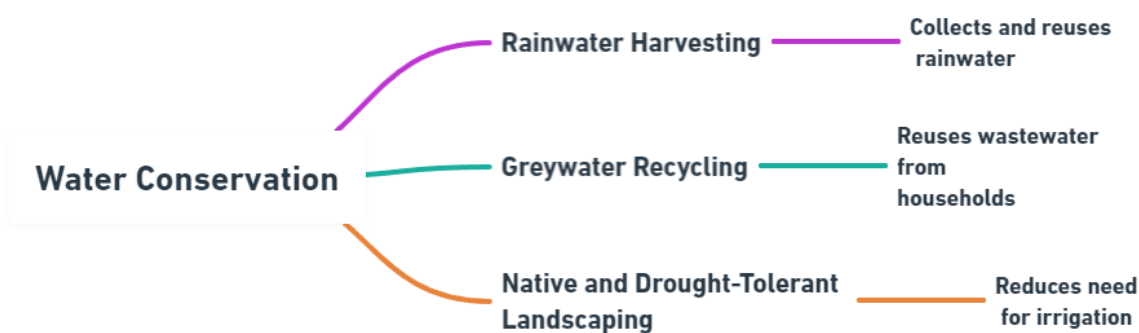 Water Conservation
Rainwater Harvesting
Collects and reuses
rainwater
Greywater Recycling
Reuses wastewater
from
households
Native and Drought-Tolerant
Landscaping
Reduces need
for irrigation